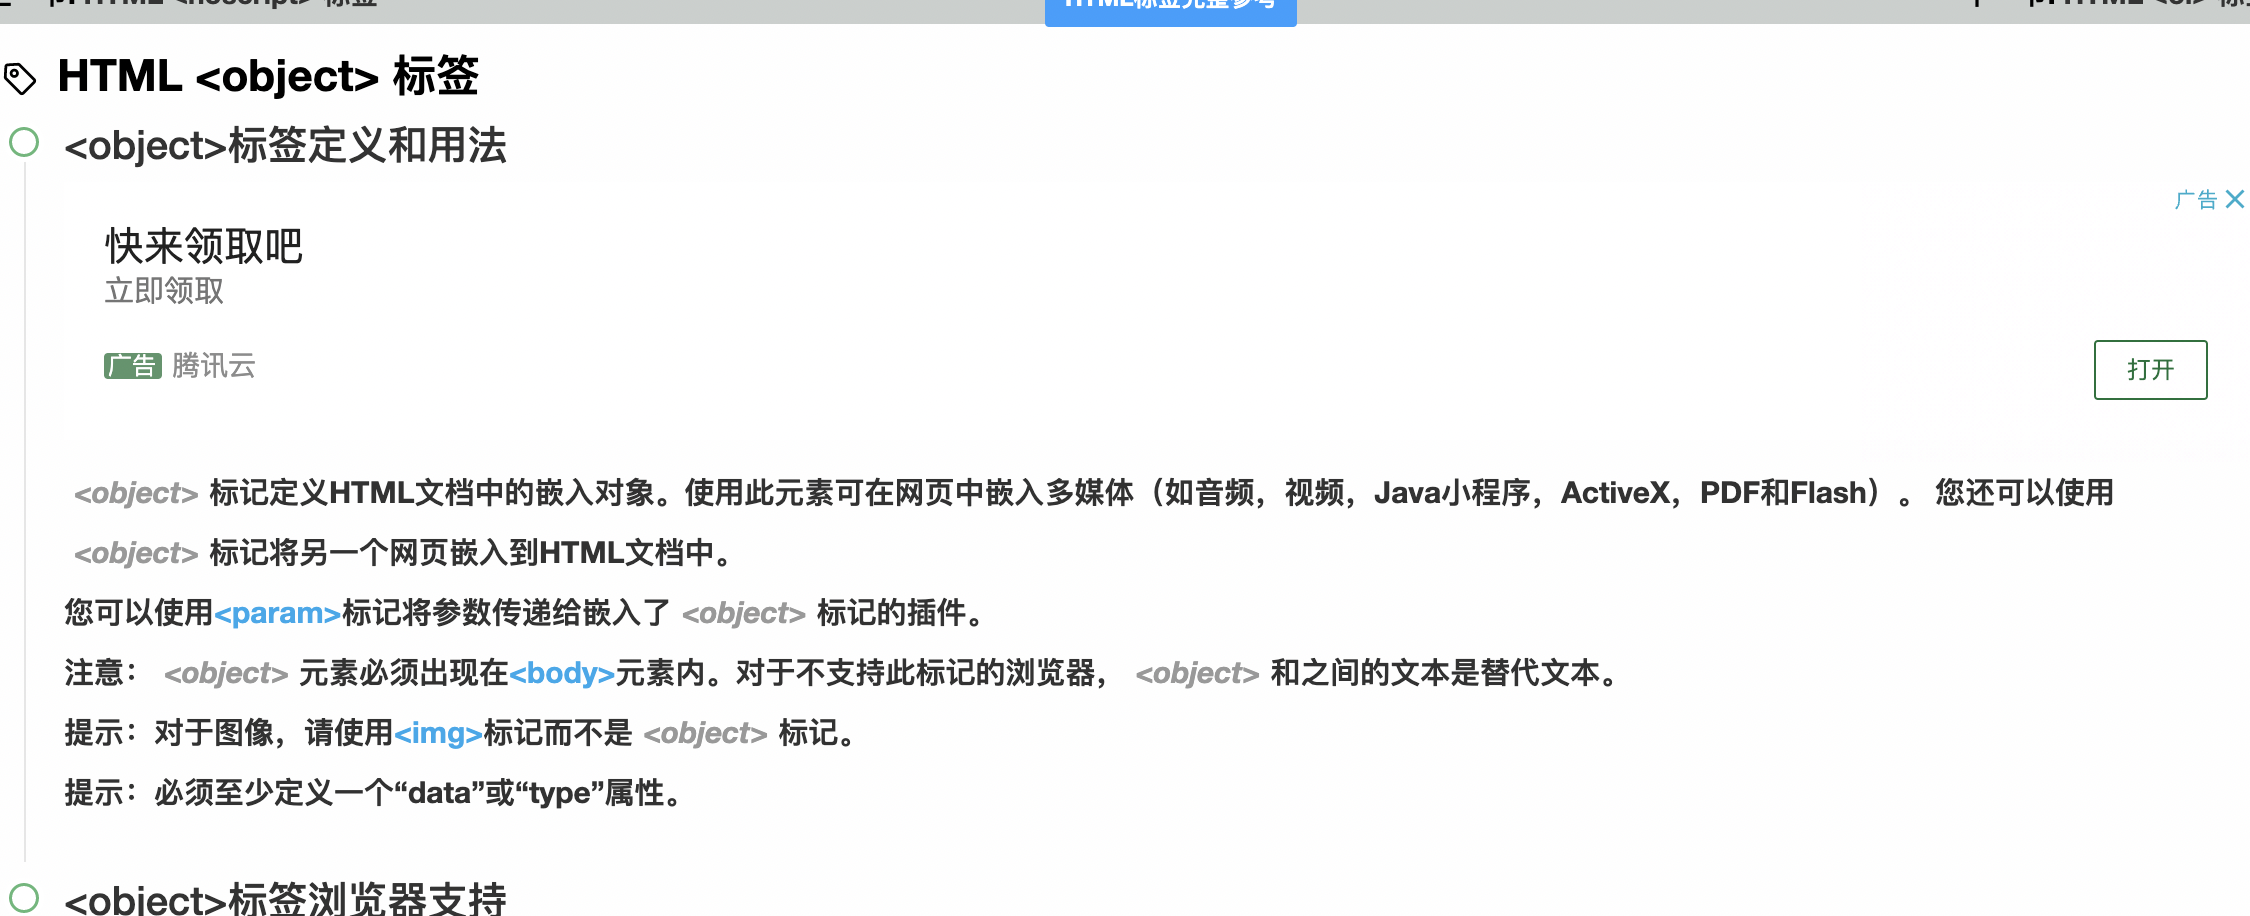 HTML <noscript> 标签
HTML标签完整参考
HTML <ol>
HTML <object> 标签
<object>标签定义和用法
广告
快来领取吧
立即领取
广告 腾讯云
打开
<object> 标记定义HTML文档中的嵌入对象。使用此元素可在网页中嵌入多媒体（如音频，视频，Java小程序，ActiveX，PDF和Flash）。 您还可以使用
<object> 标记将另一个网页嵌入到HTML文档中。
您可以使用<param>标记将参数传递给嵌入了 <object> 标记的插件。
注意： <object> 元素必须出现在<body>元素内。对于不支持此标记的浏览器， <object> 和之间的文本是替代文本。
提示：对于图像，请使用<img>标记而不是 <object> 标记。
提示：必须至少定义一个“data”或“type”属性。
<object>标签浏览器支持